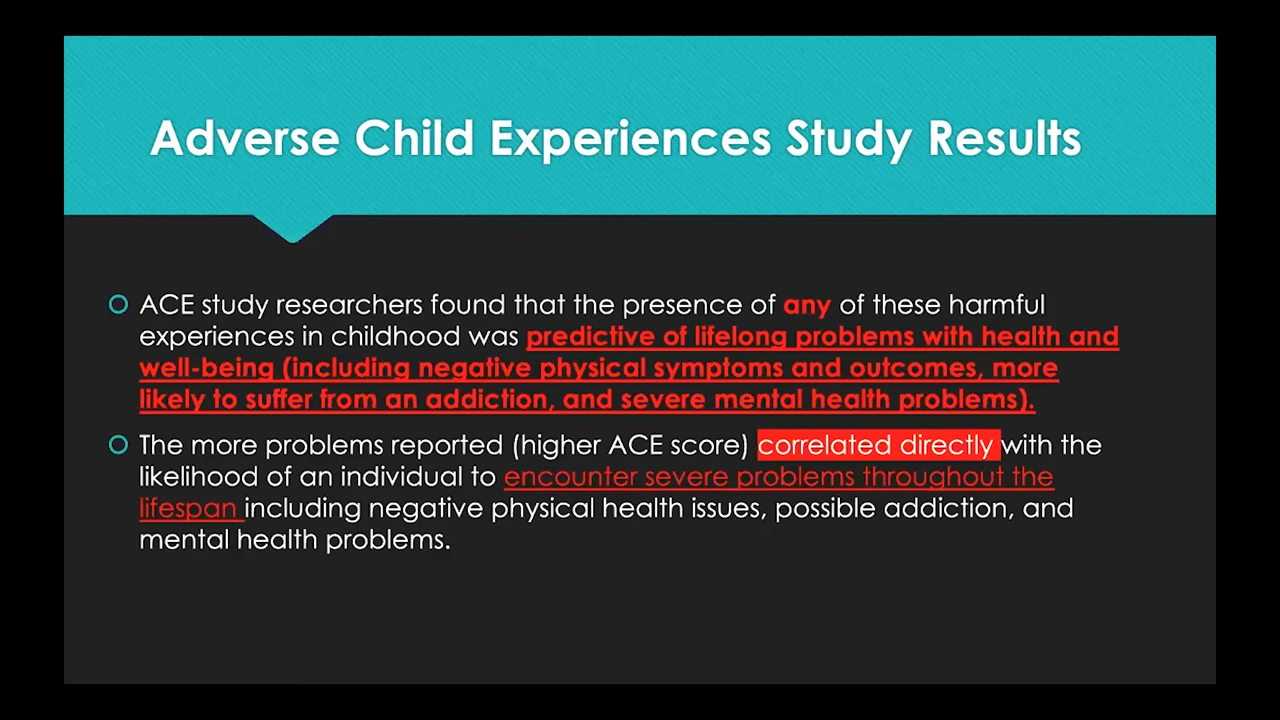 Adverse Child Experiences Study Results
ACE study researchers found that the presence of any of these harmful
experiences in childhood was predictive of lifelong problems with health and
well-being (including negative physical symptoms and outcomes, more
likely to suffer from an addiction, and severe mental health problems).
The more problems reported (higher ACE score) correlated directly with the
likelihood of an individual to encounter severe problems throughout the
lifespan including negative physical health issues, possible addiction, and
mental health problems.